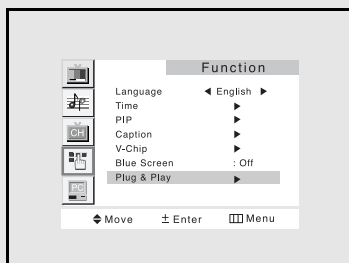 Function
Language ◀ English ▶
Time ▶
PIP ▶
Caption ▶
V-Chip ▶
Blue Screen : Off
Plug & Play ▶
CH
PC
Move ± Enter Menu